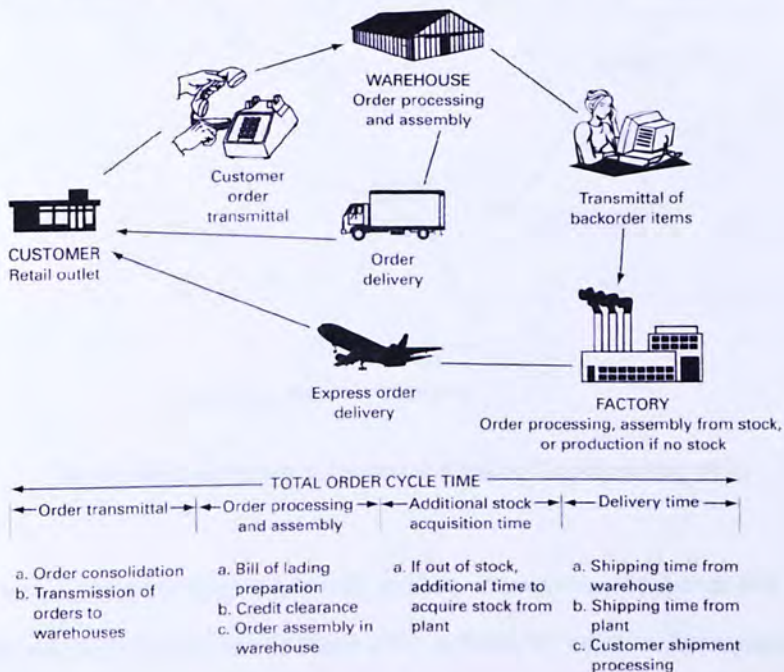 WAREHOUSE
Order processing
and assembly
Customer
order
transmittal
Transmittal of
backorder items
CUSTOMER
Retail outlet
Order
delivery
Express order
delivery
FACTORY
Order processing, assembly from stock,
or production if no stock
TOTAL ORDER CYCLE TIME
Order transmittal
Order processing
and assembly
Additional stock
acquisition time
Delivery time
a. Order consolidation
b. Transmission of
orders to
warehouses
a. Bill of lading
preparation
b. Credit clearance
c. Order assembly in
warehouse
a. If out of stock,
additional time to
acquire stock from
plant
a. Shipping time from
warehouse
b. Shipping time from
plant
c. Customer shipment
processing